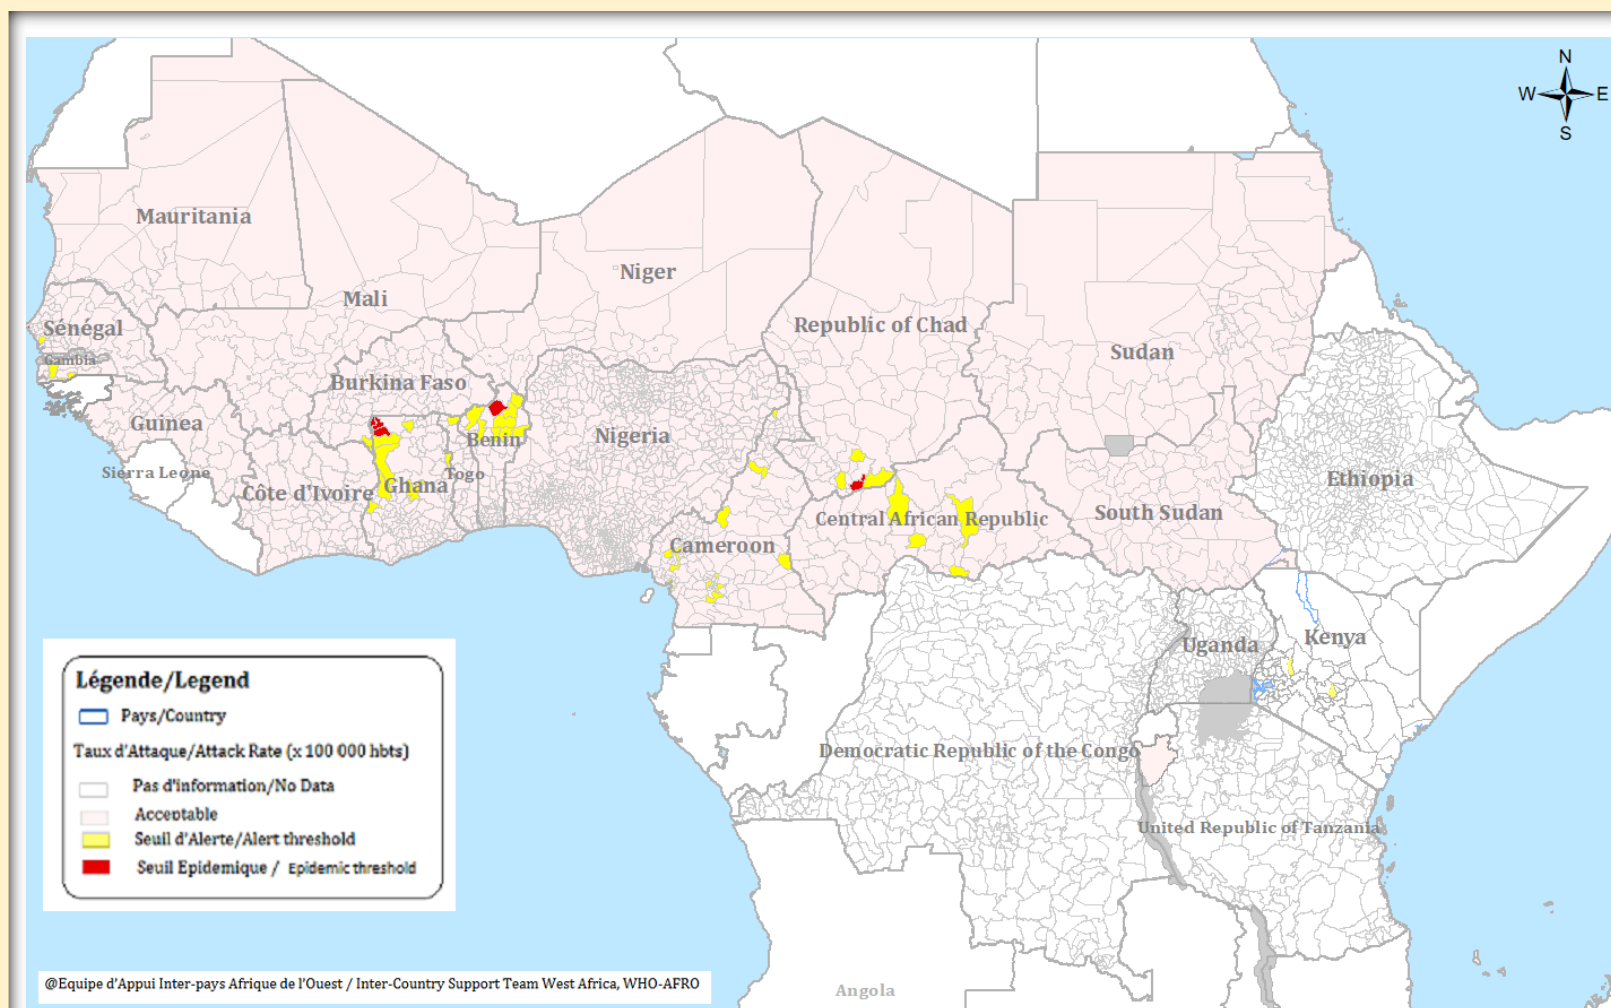 N
W E
S
Mauritania
Niger
Mali
Sénégal
Republic of Chad
Sudan
Gambia
Burkina Faso
Guinea
Benin
Nigeria
Sierra Leone
Togo
Côte d'Ivoire
Ghana
Ethiopia
Central African Republic
South Sudan
Cameroon
Uganda
Kenya
Democratic Republic of the Congo
United Republic of Tanzania
Angola
Légende/Legend
Pays/Country
Taux d'Attaque/Attack Rate (x 100 000 hbts)
Pas d'information/No Data
Acceptable
Seuil d'Alerte/Alert threshold
Seuil Epidemique / Epidemic threshold
@Equipe d'Appui Inter-pays Afrique de l'Ouest / Inter-Country Support Team West Africa, WHO-AFRO